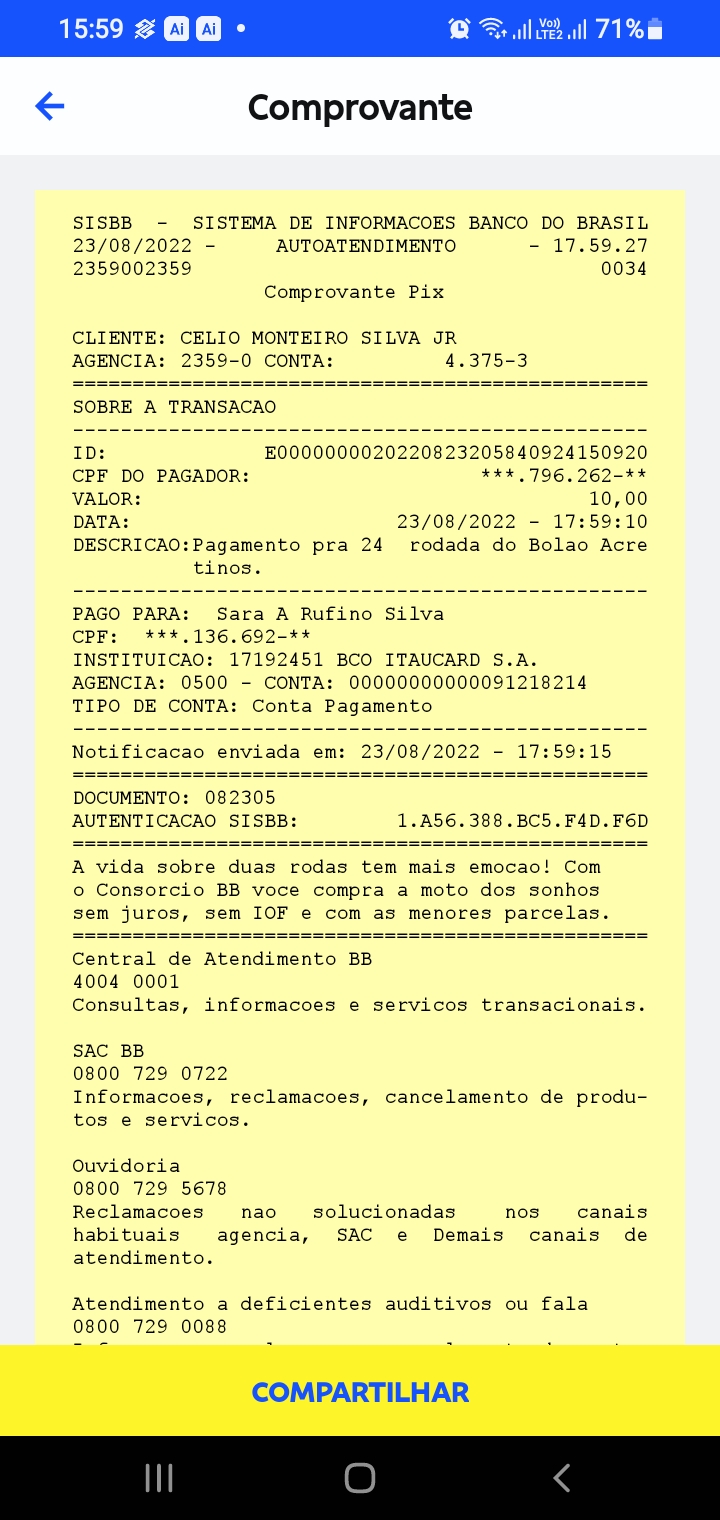 15:59 Ai Ai Vo) LTE2 71%
Comprovante
SISBB - SISTEMA DE INFORMACOES BANCO DO BRASIL
23/08/2022 - AUTOATENDIMENTO - 17.59.27
2359002359 0034
Comprovante Pix
CLIENTE: CELIO MONTEIRO SILVA JR
AGENCIA: 2359-0 CONTA: 4.375-3
================================================
SOBRE A TRANSACAO
------------------------------------------------
ID: E0000000020220823205840924150920
CPF DO PAGADOR: ***.796.262-**
VALOR: 10,00
DATA: 23/08/2022 - 17:59:10
DESCRICAO:Pagamento pra 24 rodada do Bolao Acre
tinos.
------------------------------------------------
PAGO PARA: Sara A Rufino Silva
CPF: ***.136.692-**
INSTITUICAO: 17192451 BCO ITAUCARD S.A.
AGENCIA: 0500 - CONTA: 00000000000091218214
TIPO DE CONTA: Conta Pagamento
------------------------------------------------
Notificacao enviada em: 23/08/2022 - 17:59:15
================================================
DOCUMENTO: 082305
AUTENTICACAO SISBB: 1.A56.388.BC5.F4D.F6D
================================================
A vida sobre duas rodas tem mais emocao! Com
o Consorcio BB voce compra a moto dos sonhos
sem juros, sem IOF e com as menores parcelas.
================================================
Central de Atendimento BB
4004 0001
Consultas, informacoes e servicos transacionais.
SAC BB
0800 729 0722
Informacoes, reclamacoes, cancelamento de produ-
tos e servicos.
Ouvidoria
0800 729 5678
Reclamacoes nao solucionadas nos canais
habituais agencia, SAC e Demais canais de
atendimento.
Atendimento a deficientes auditivos ou fala
0800 729 0088
COMPARTILHAR